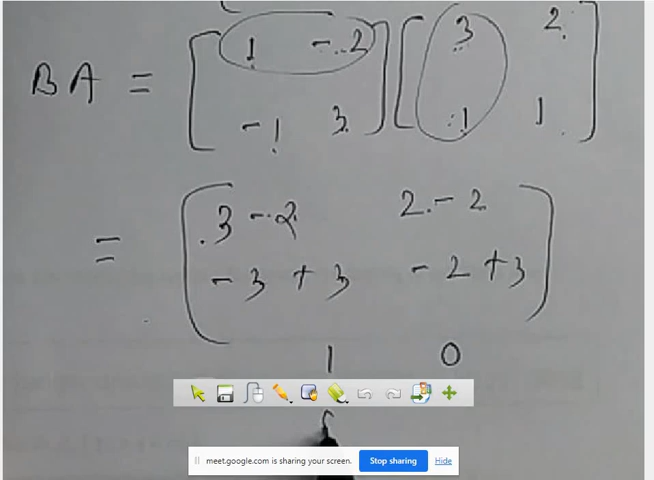 1 - 2 3 2
BA =
- 1 3 1 1
3 - 2 2 - 2
=
- 3 + 3 - 2 + 3
1 0
meet.google.com is sharing your screen. Stop sharing Hide